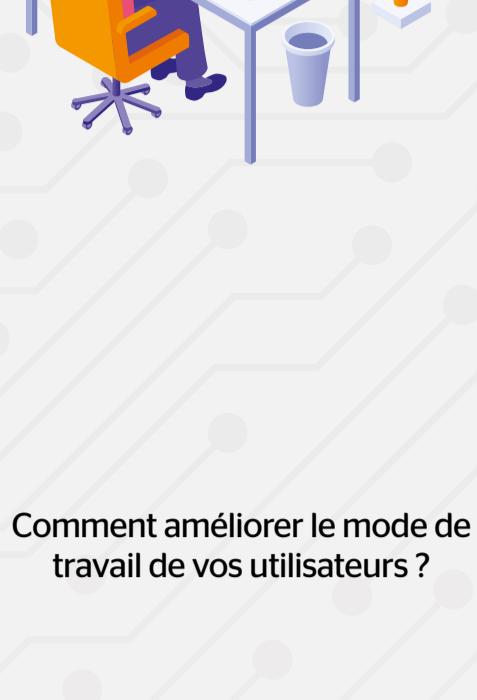 Comment améliorer le mode de
travail de vos utilisateurs ?